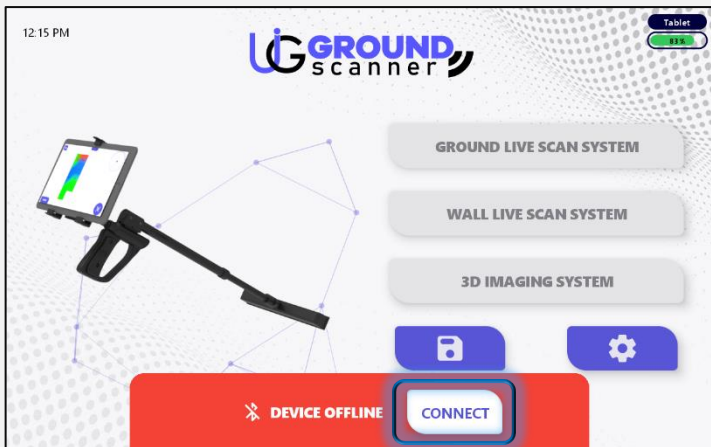 12:15 PM
Tablet
83%
UIG GROUND
scanner
GROUND LIVE SCAN SYSTEM
WALL LIVE SCAN SYSTEM
3D IMAGING SYSTEM
DEVICE OFFLINE
CONNECT